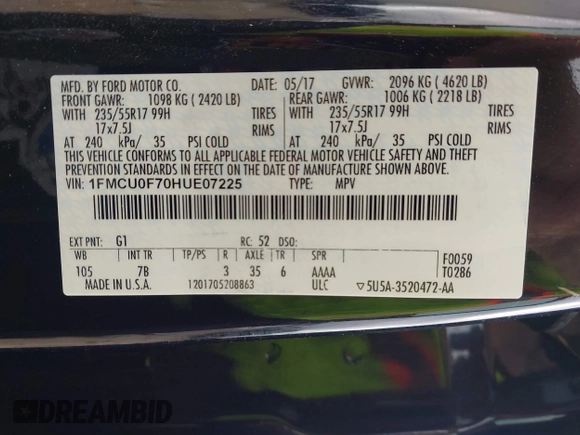 MFD. BY FORD MOTOR CO. DATE: 05/17 GVWR: 2096 KG ( 4620 LB)
FRONT GAWR: 1098 KG ( 2420 LB) REAR GAWR: 1006 KG ( 2218 LB)
WITH 235/55R17 99H TIRES WITH 235/55R17 99H TIRES
17x7.5J RIMS 17x7.5J RIMS
AT 240 kPa/ 35 PSI COLD AT 240 kPa/ 35 PSI COLD
THIS VEHICLE CONFORMS TO ALL APPLICABLE FEDERAL MOTOR VEHICLE SAFETY AND THEFT
PREVENTION STANDARDS IN EFFECT ON THE DATE OF MANUFACTURE SHOWN ABOVE.
VIN: 1FMCU0F70HUE07225 TYPE: MPV
EXT PNT: G1 RC: 52 DSO:
WB INT TR TP/PS R AXLE TR SPR F0059
105 7B 3 35 6 AAAA T0286
MADE IN U.S.A. 1201705208863 ULC ▽5U5A-3520472-AA
DREAMBID